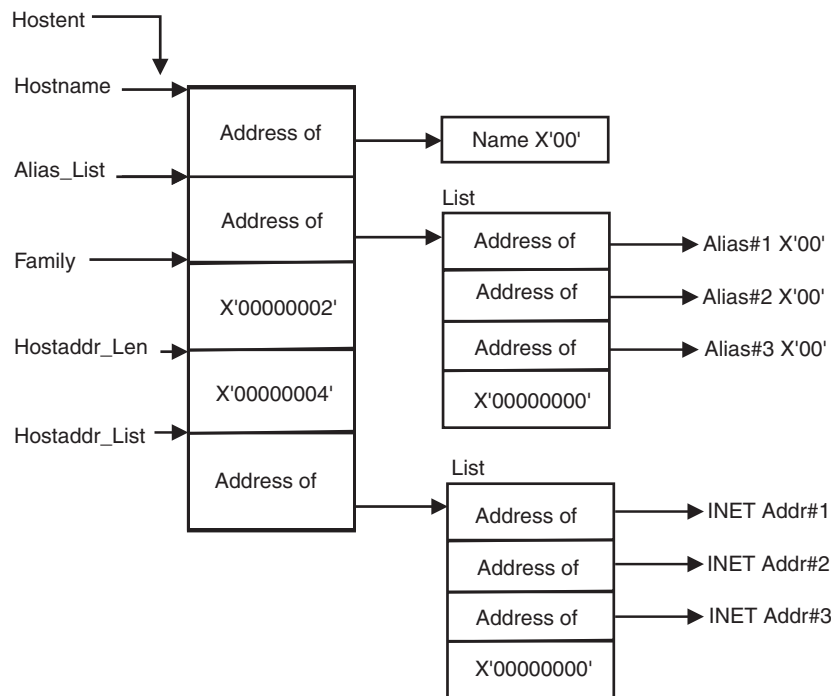 Hostent
Hostname
Address of
Name X'00'
Alias_List
List
Address of
Address of
Alias#1 X'00'
Family
Address of
Alias#2 X'00'
X'00000002'
Address of
Alias#3 X'00'
Hostaddr_Len
X'00000004'
X'00000000'
Hostaddr_List
List
Address of
Address of
INET Addr#1
Address of
INET Addr#2
Address of
INET Addr#3
X'00000000'